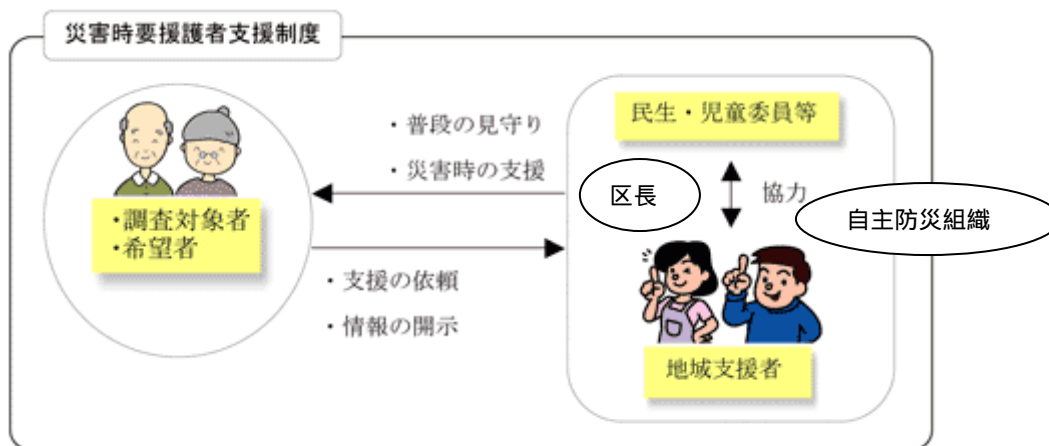 災害時要援護者支援制度
・調査対象者
・希望者
・普段の見守り
・災害時の支援
・支援の依頼
・情報の開示
民生・児童委員等
区長
協力
自主防災組織
地域支援者